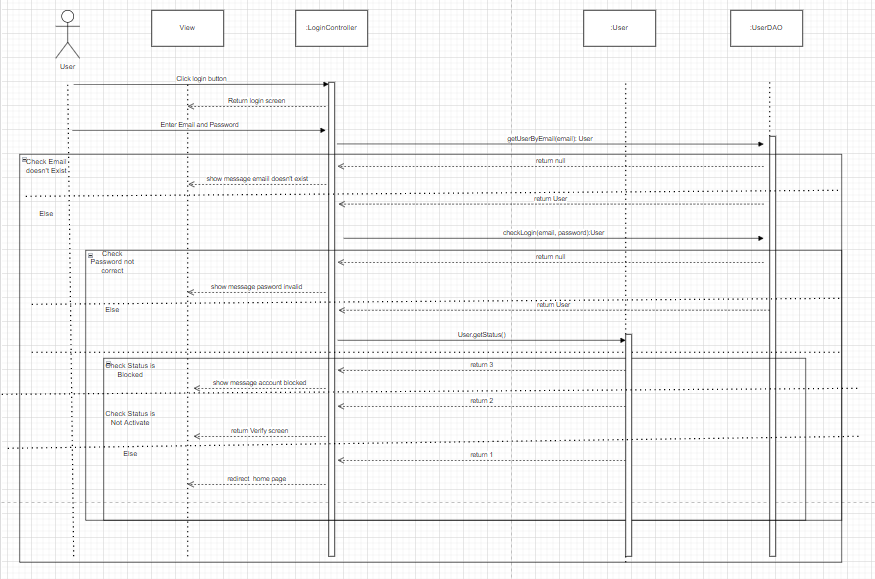 View
:LoginController
:User
:UserDAO
User
Click login button
Return login screen
Enter Email and Password
getUserByEmail(email): User
Check Email
doesn't Exist
return null
show message email doesn't exist
return User
Else
checkLogin(email, password):User
Check
Password not
correct
return null
show message pasword invalid
return User
Else
User.getStatus()
Check Status is
Blocked
return 3
show message account blocked
return 2
Check Status is
Not Activate
return Verify screen
Else
return 1
redirect home page